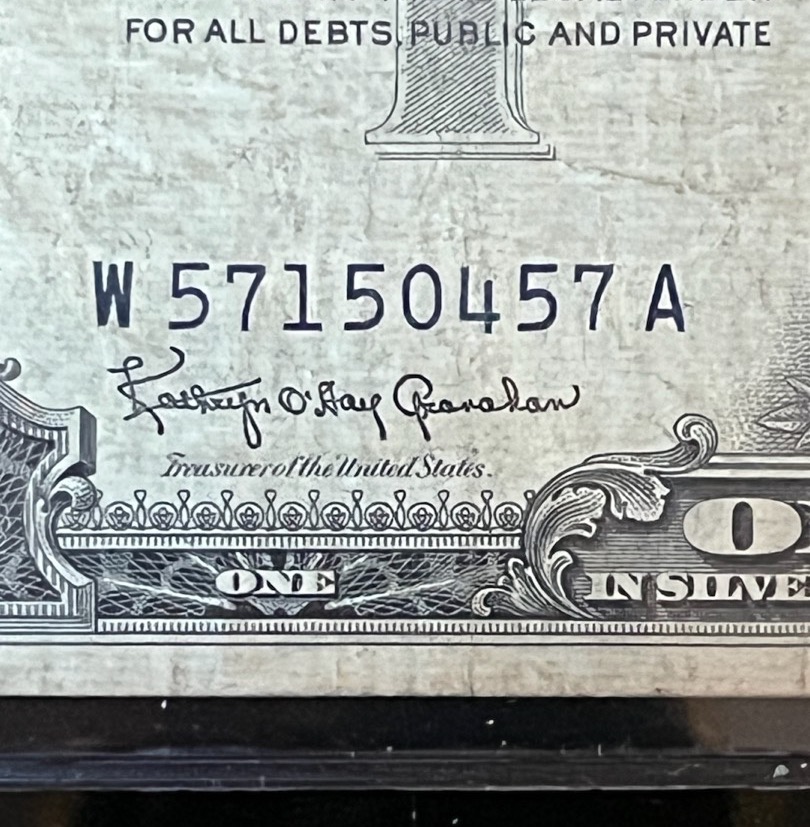 FOR ALL DEBTS, PUBLIC AND PRIVATE
W 57150457 A
Kathryn O'Hay Granahan
Treasurer of the United States.
ONE
IN SILVE